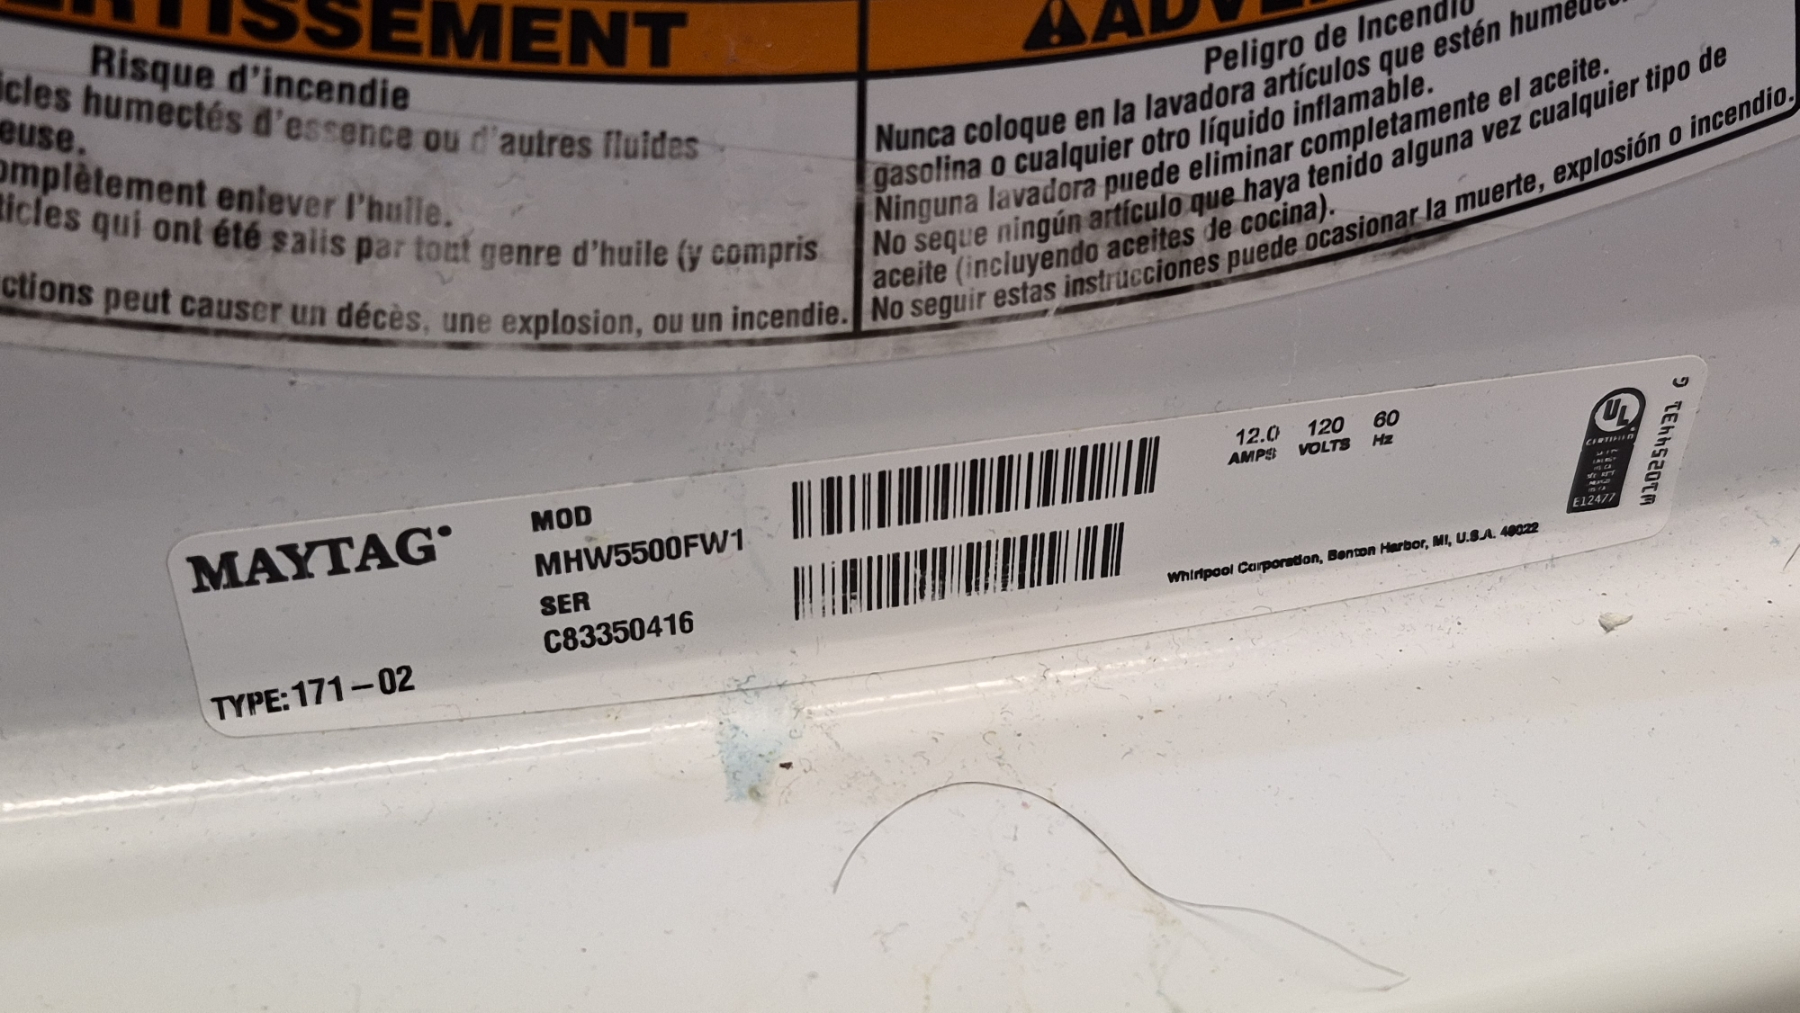 TISSEMENT
Risque d'incendie
icles humectés d'essence ou d'autres fluides
euse.
omplètement enlever l'huile.
ticles qui ont été salis par tout genre d'huile (y compris
ctions peut causer un décès, une explosion, ou un incendie.
ADVE
Peligro de Incendio
Nunca coloque en la lavadora artículos que estén humede
gasolina o cualquier otro líquido inflamable.
Ninguna lavadora puede eliminar completamente el aceite.
No seque ningún artículo que haya tenido alguna vez cualquier tipo de
aceite (incluyendo aceites de cocina).
No seguir estas instrucciones puede ocasionar la muerte, explosión o incendio.
MAYTAG
TYPE:171-02
MOD
MHW5500FW1
SER
C83350416
12.0 120 60
AMPS VOLTS Hz
Whirlpool Corporation, Benton Harbor, MI, U.S.A. 49022
UL
CERTIFIED
E12477